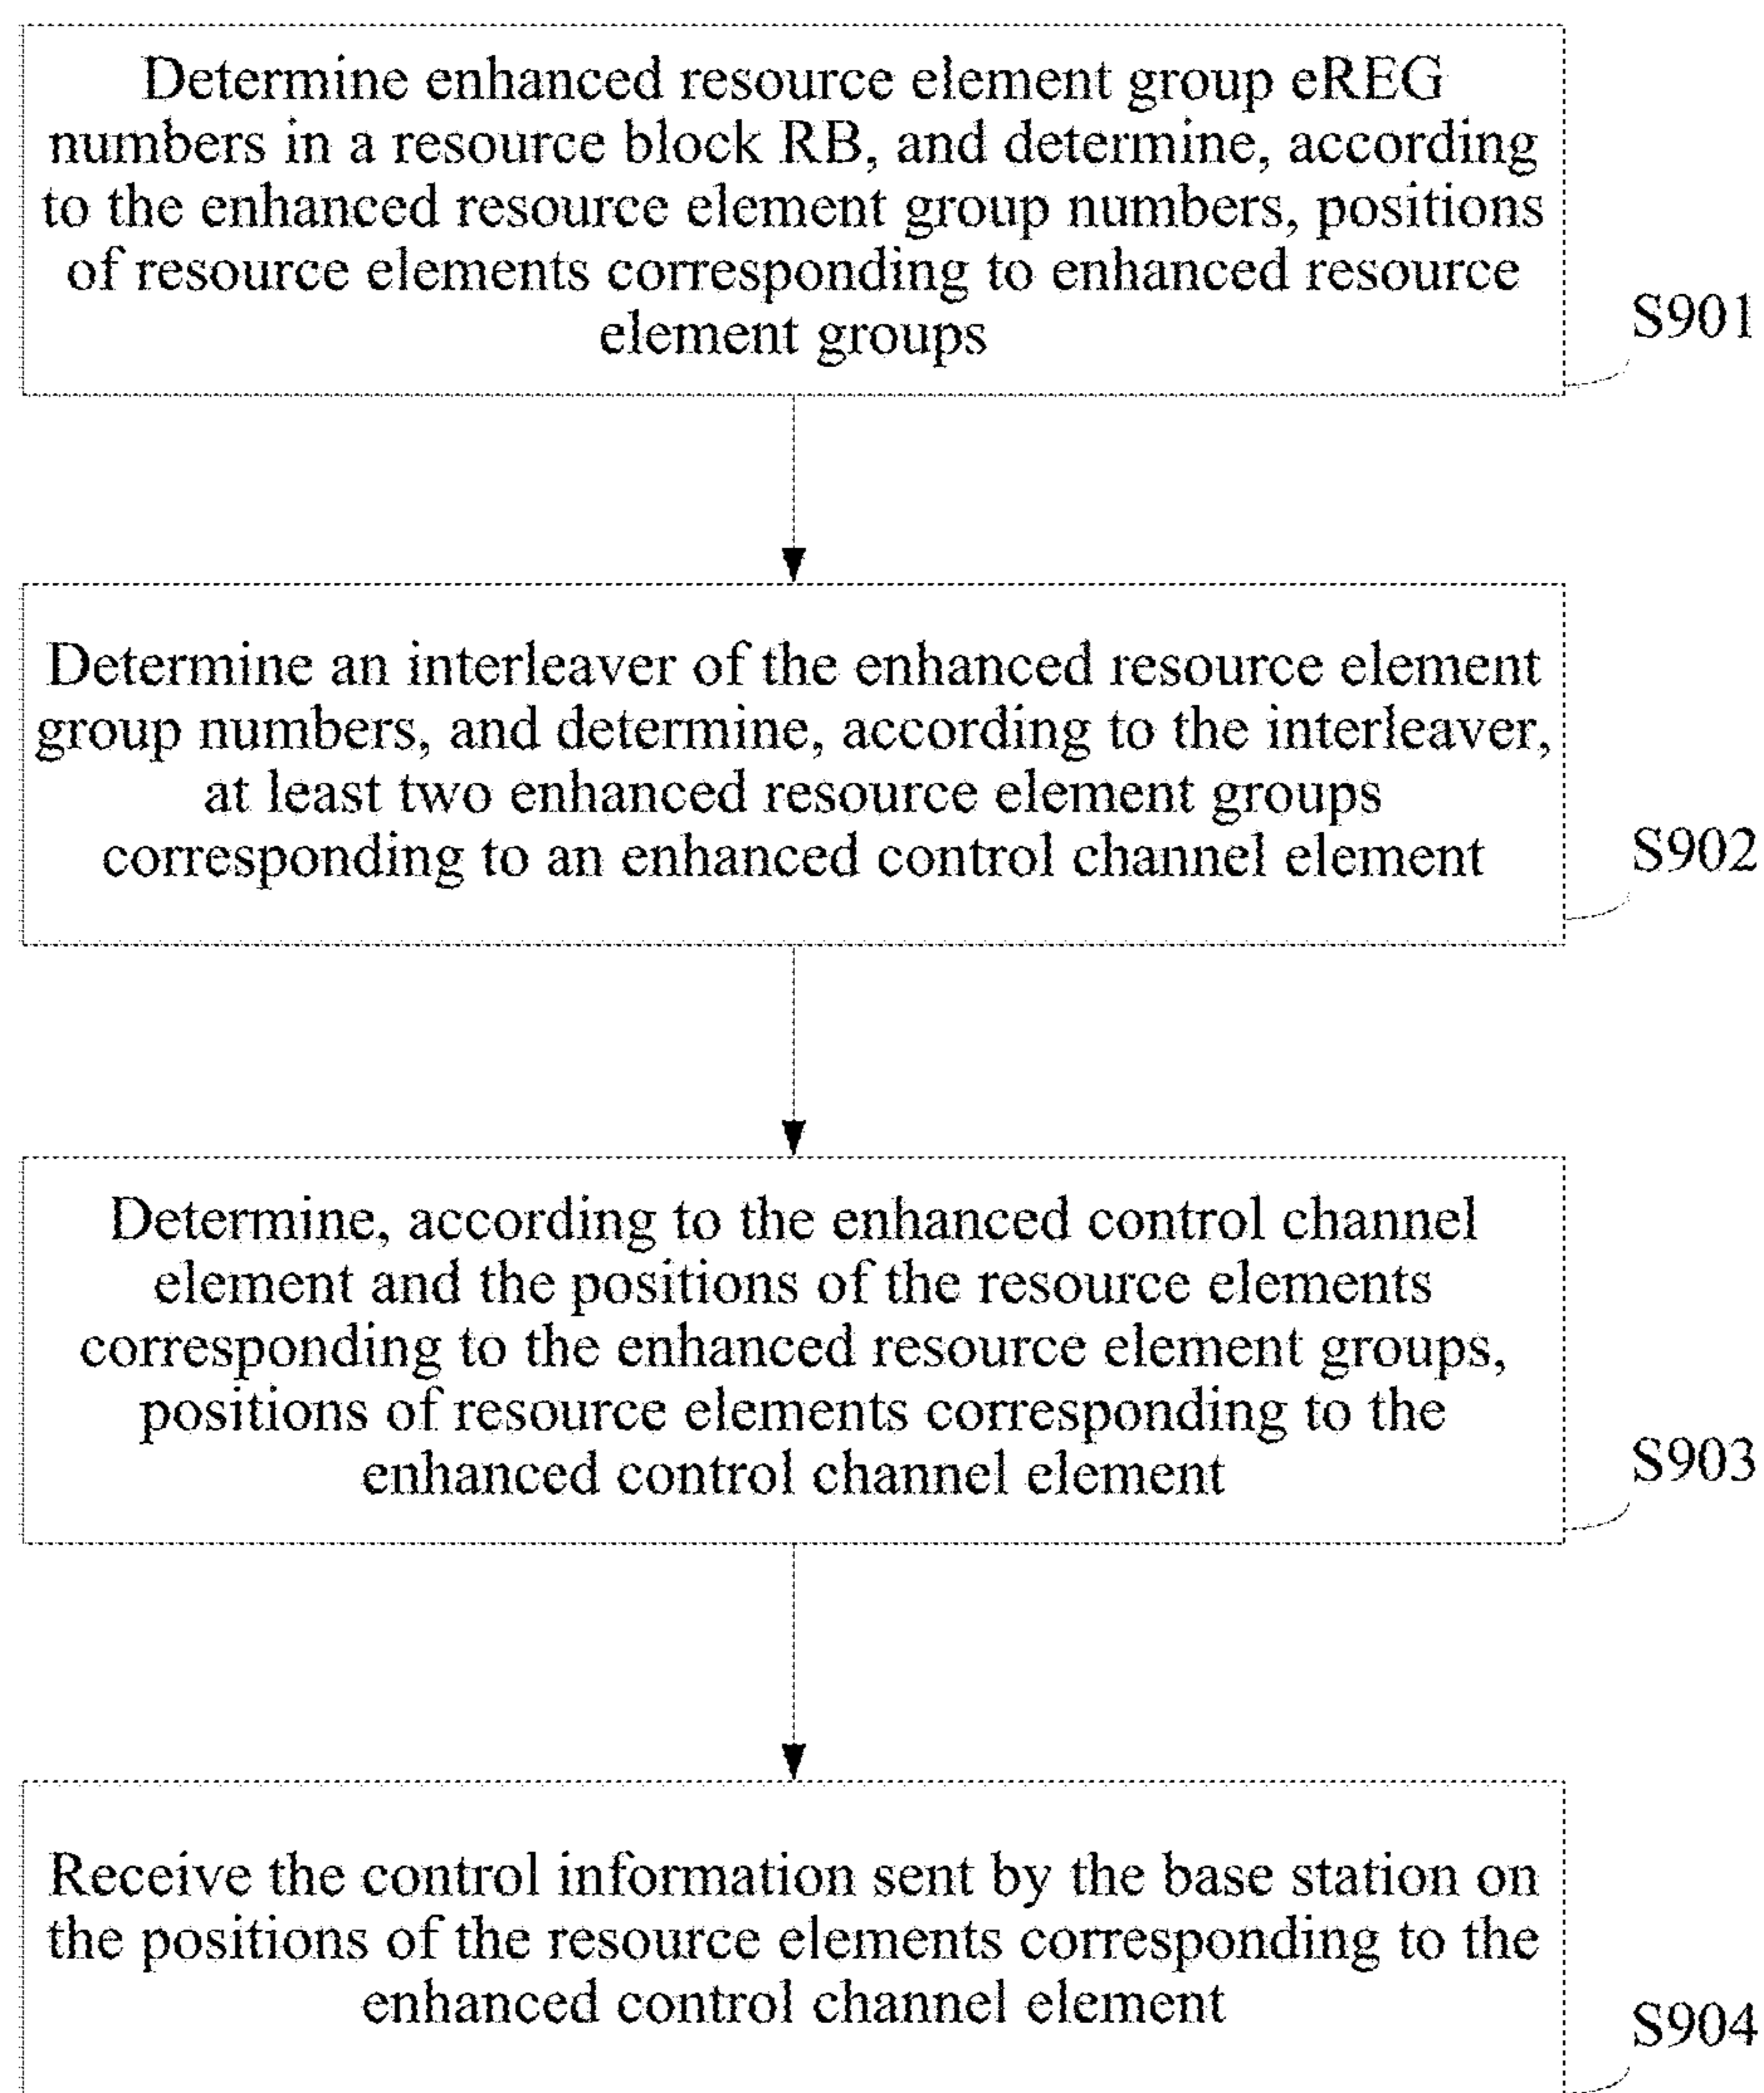 Determine enhanced resource element group eREG
numbers in a resource block RB, and determine, according
to the enhanced resource element group numbers, positions
of resource elements corresponding to enhanced resource
element groups
S901
Determine an interleaver of the enhanced resource element
group numbers, and determine, according to the interleaver,
at least two enhanced resource element groups
corresponding to an enhanced control channel element
S902
Determine, according to the enhanced control channel
element and the positions of the resource elements
corresponding to the enhanced resource element groups,
positions of resource elements corresponding to the
enhanced control channel element
S903
Receive the control information sent by the base station on
the positions of the resource elements corresponding to the
enhanced control channel element
S904